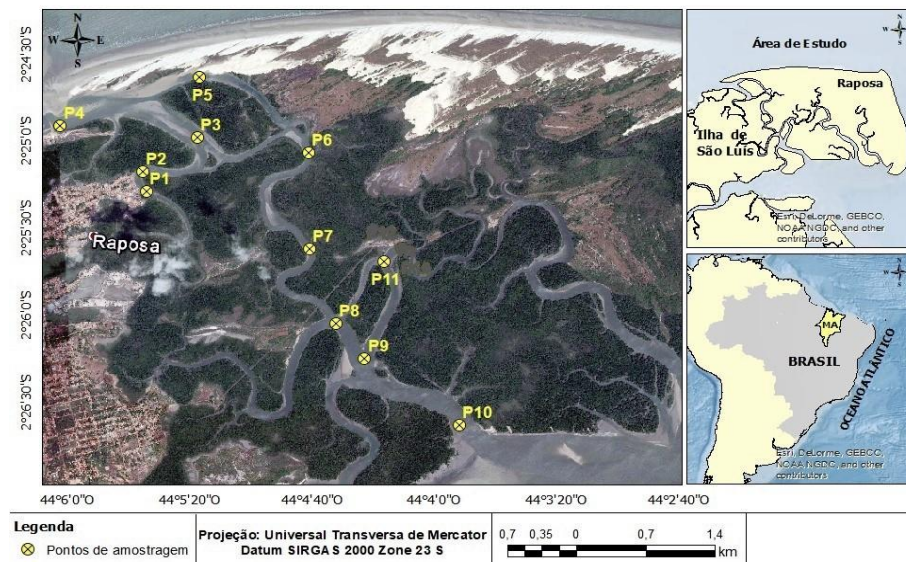 N
W E
S
2°24'30"S
2°25'0"S
2°25'30"S
2°26'0"S
2°26'30"S
P5
P4
P3
P6
P2
P1
Raposa
P7
P11
P8
P9
P10
44°6'0"O
44°5'20"O
44°4'40"O
44°4'0"O
44°3'20"O
44°2'40"O
Área de Estudo
N
W E
S
Raposa
Ilha de
São Luís
Esri, DeLorme, GEBCO,
NOAA NGDC, and other
contributors
N
W E
S
MA
BRASIL
OCEANO ATLÂNTICO
Esri, DeLorme, GEBCO,
NOAA NGDC, and other
contributors
Legenda
Pontos de amostragem
Projeção: Universal Transversa de Mercator
Datum SIRGAS 2000 Zone 23 S
0,7 0,35 0 0,7 1,4
km